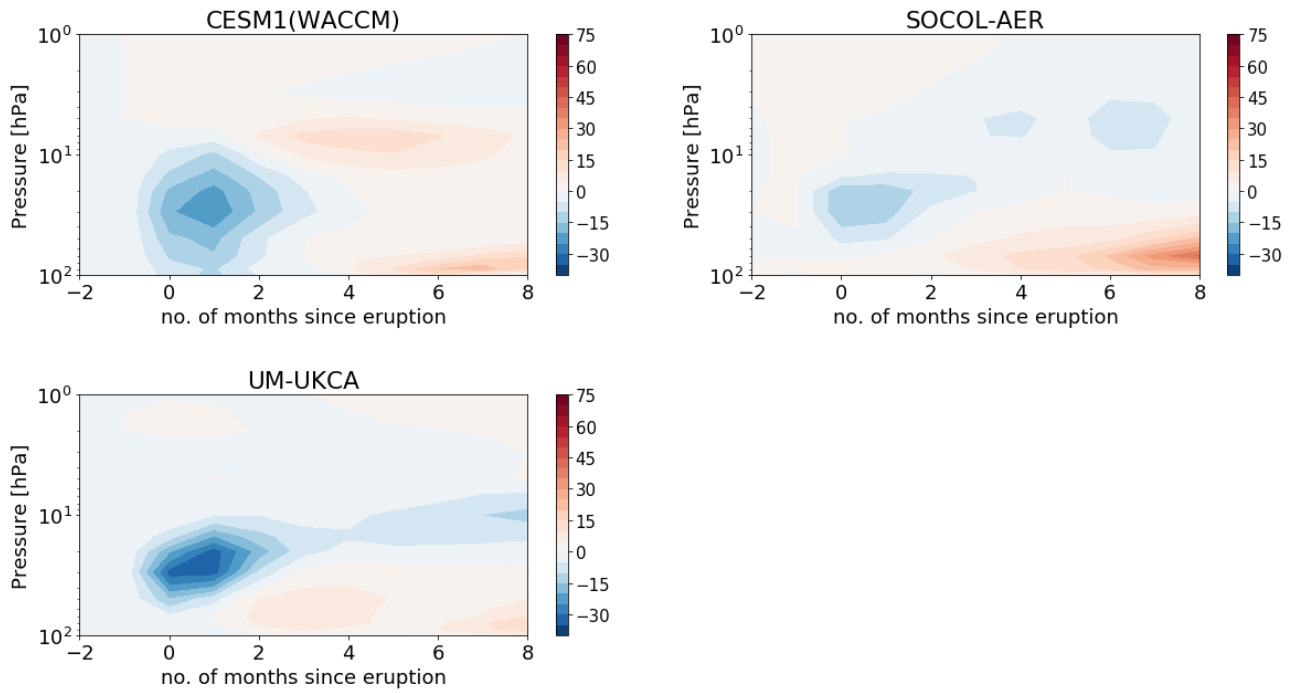 CESM1(WACCM)
10⁰
10¹
10²
Pressure [hPa]
−2 0 2 4 6 8
no. of months since eruption
75
60
45
30
15
0
−15
−30
SOCOL-AER
10⁰
10¹
10²
Pressure [hPa]
−2 0 2 4 6 8
no. of months since eruption
75
60
45
30
15
0
−15
−30
UM-UKCA
10⁰
10¹
10²
Pressure [hPa]
−2 0 2 4 6 8
no. of months since eruption
75
60
45
30
15
0
−15
−30